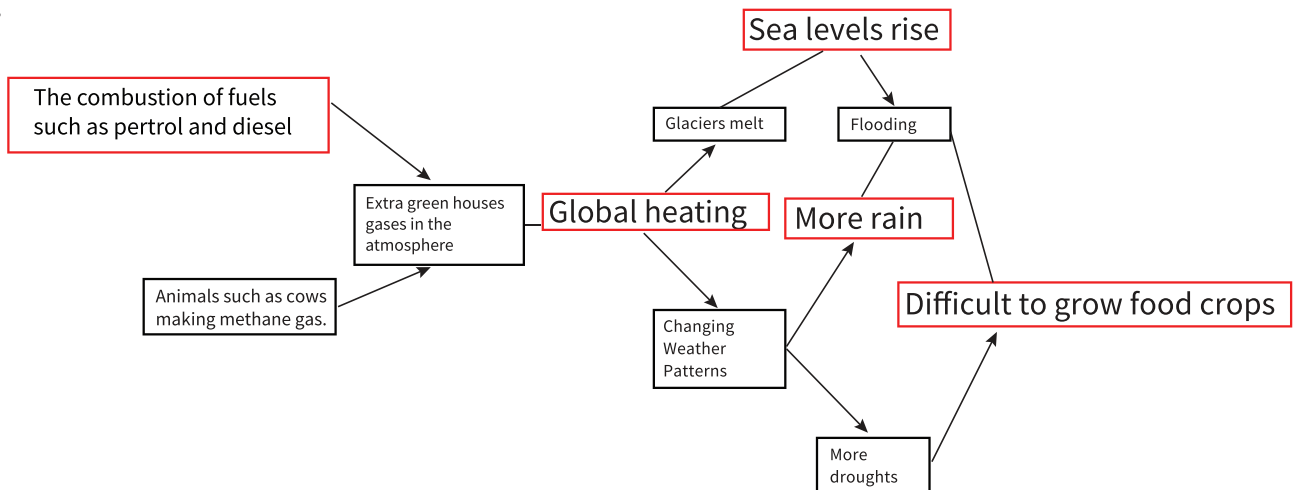 Sea levels rise
The combustion of fuels
such as pertrol and diesel
Glaciers melt
Flooding
Extra green houses
gases in the
atmosphere
Global heating
More rain
Animals such as cows
making methane gas.
Difficult to grow food crops
Changing
Weather
Patterns
More
droughts